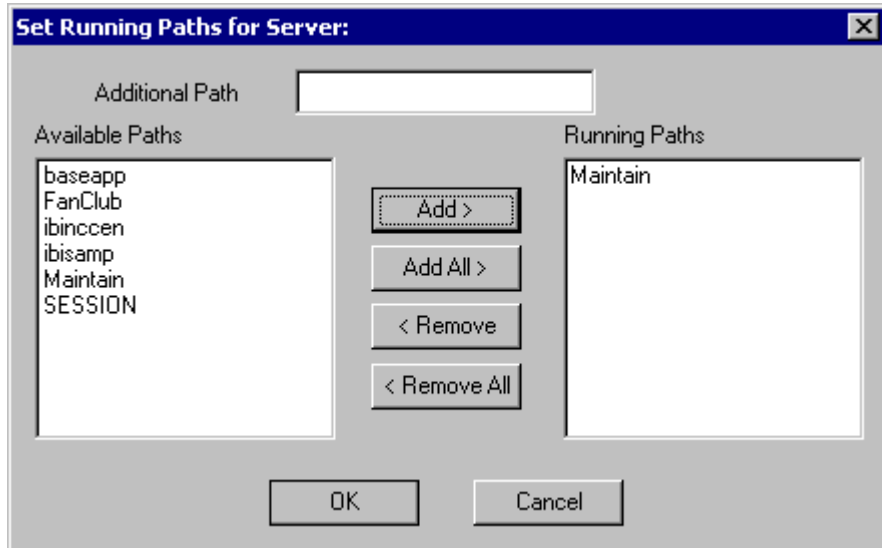 Set Running Paths for Server:
Additional Path
Available Paths
Running Paths
baseapp
FanClub
ibinccen
ibisamp
Maintain
SESSION
Add >
Add All >
< Remove
< Remove All
Maintain
OK
Cancel